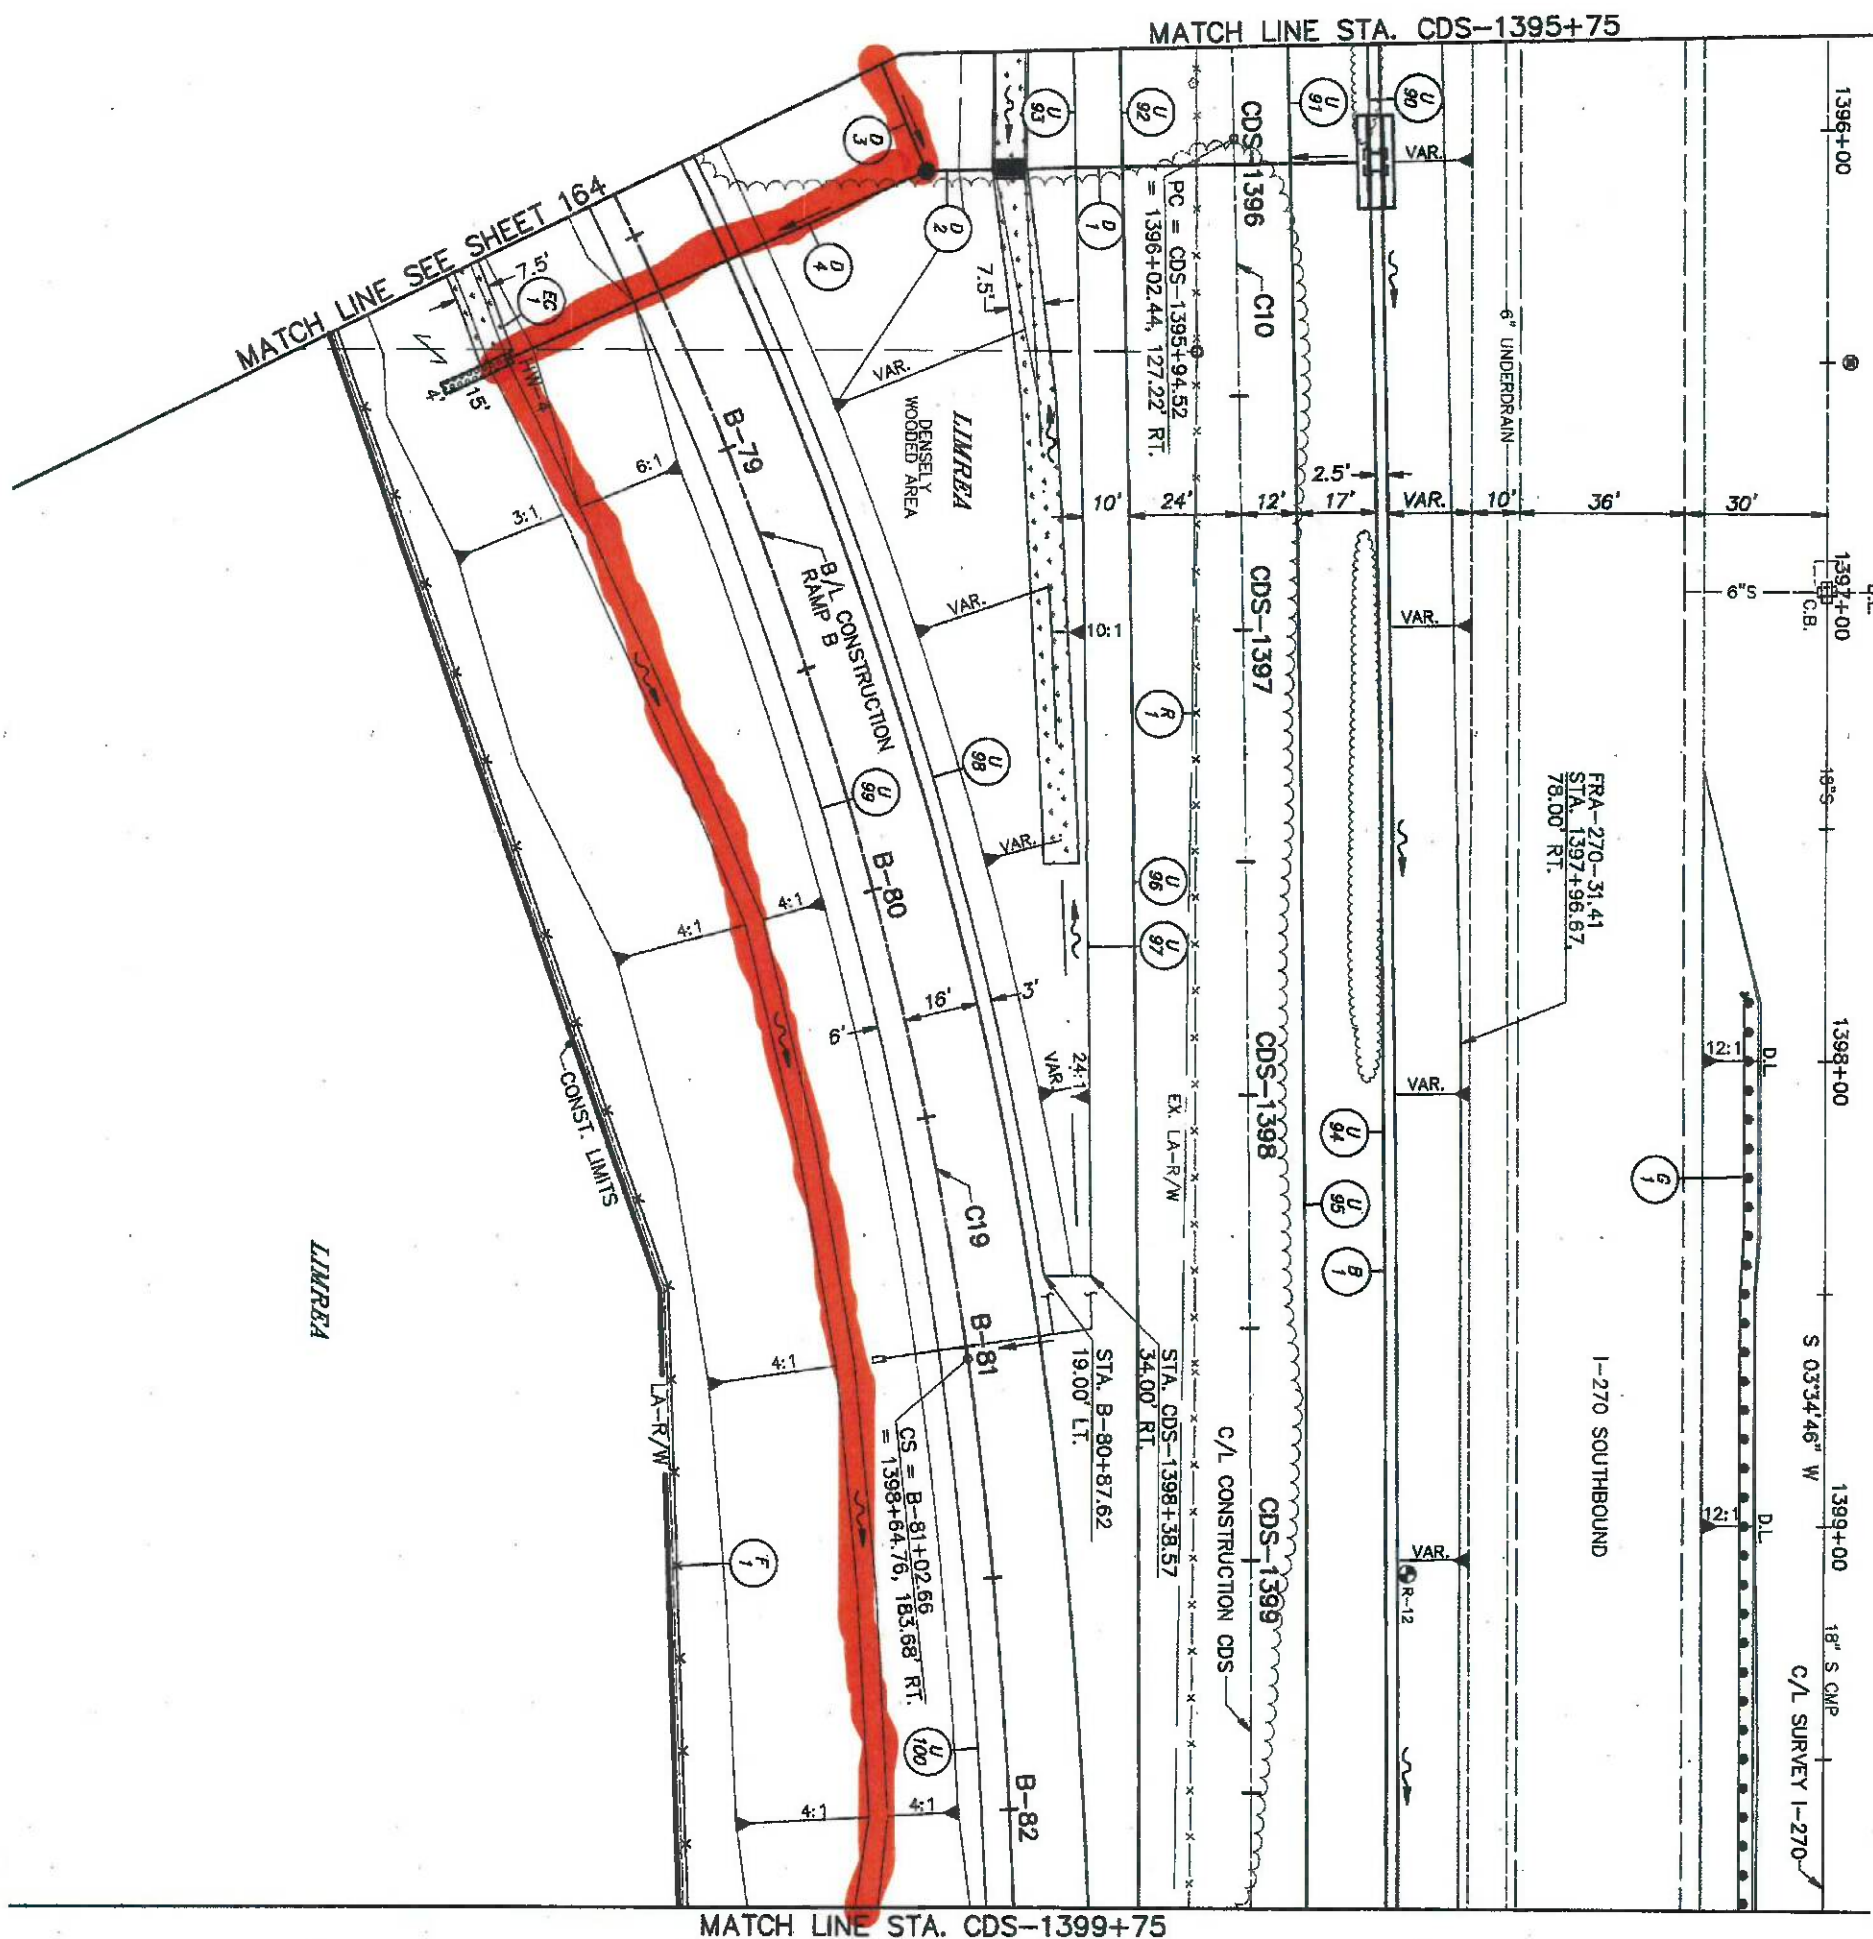 MATCH LINE STA. CDS-1395+75
1396+00
U 93
U 92
U 91
U 90
VAR.
D 3
CDS-1396
PC = CDS-1395+94.52
= 1396+02.44, 127.22' RT.
D 2
D 1
D 4
MATCH LINE SEE SHEET 164
7.5'
EC 1
7.5'
C10
6" UNDERDRAIN
HW-4
15'
4'
VAR.
LIMREA
DENSELY
WOODED AREA
B-79
6:1
3:1
2.5'
10'
24'
12'
17'
VAR.
10'
36'
30'
B/L CONSTRUCTION
RAMP B
VAR.
10:1
CDS-1397
VAR.
6"S
C.B.
1397+00
R 1
U 98
U 99
18"S
FRA-270-31.41
STA. 1397+96.67,
78.00' RT.
VAR.
B-80
U 96
U 97
4:1
4:1
16'
3'
6'
CONST. LIMITS
24:1
VAR.
EX. LA-R/W
CDS-1398
VAR.
U 94
U 95
B 1
12:1
D.L.
1398+00
G 1
C19
LIMREA
B-81
4:1
LA-R/W
STA. B-80+87.62
19.00' LT.
STA. CDS-1398+38.57
34.00' RT.
CS = B-81+02.66
= 1398+64.76, 183.68' RT.
C/L CONSTRUCTION CDS
CDS-1399
VAR.
R-12
I-270 SOUTHBOUND
12:1
D.L.
S 03°34'46" W
1399+00
18" S CMP
C/L SURVEY I-270
F 1
U 100
B-82
4:1
4:1
MATCH LINE STA. CDS-1399+75